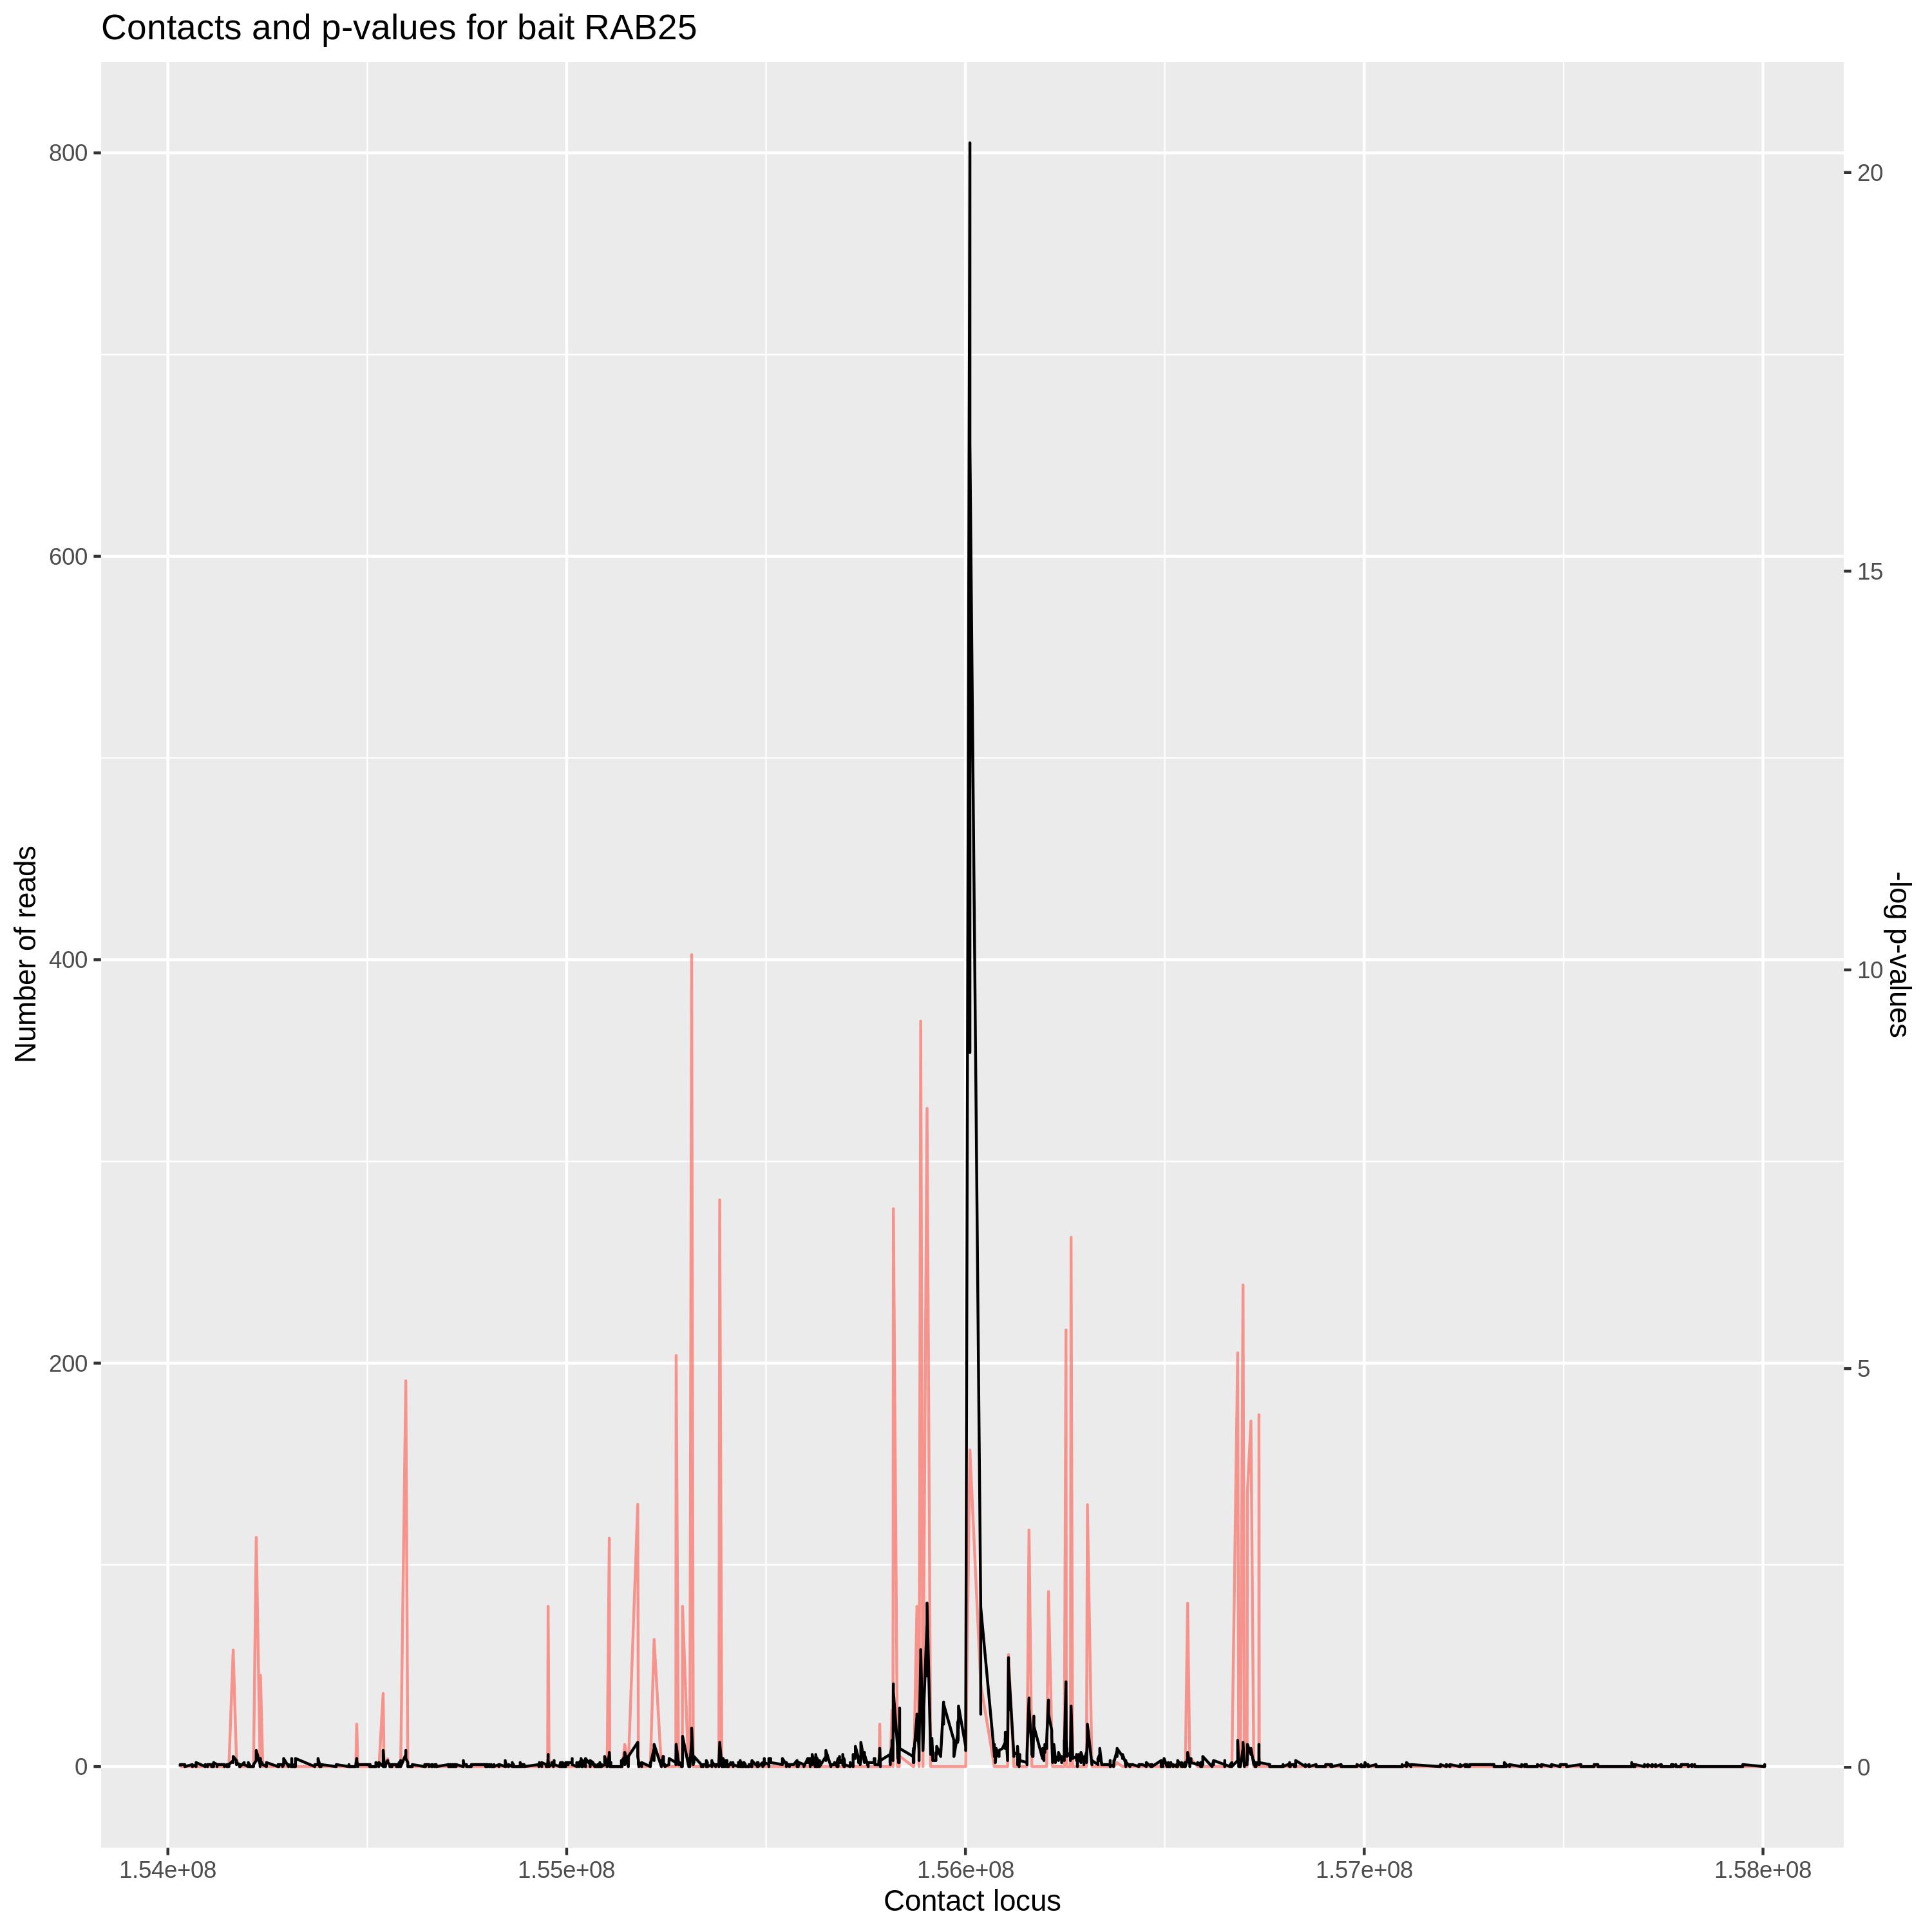 Contacts and p-values for bait RAB25
800
600
400
200
0
Number of reads
20
15
10
5
0
-log p-values
1.54e+08
1.55e+08
1.56e+08
1.57e+08
1.58e+08
Contact locus